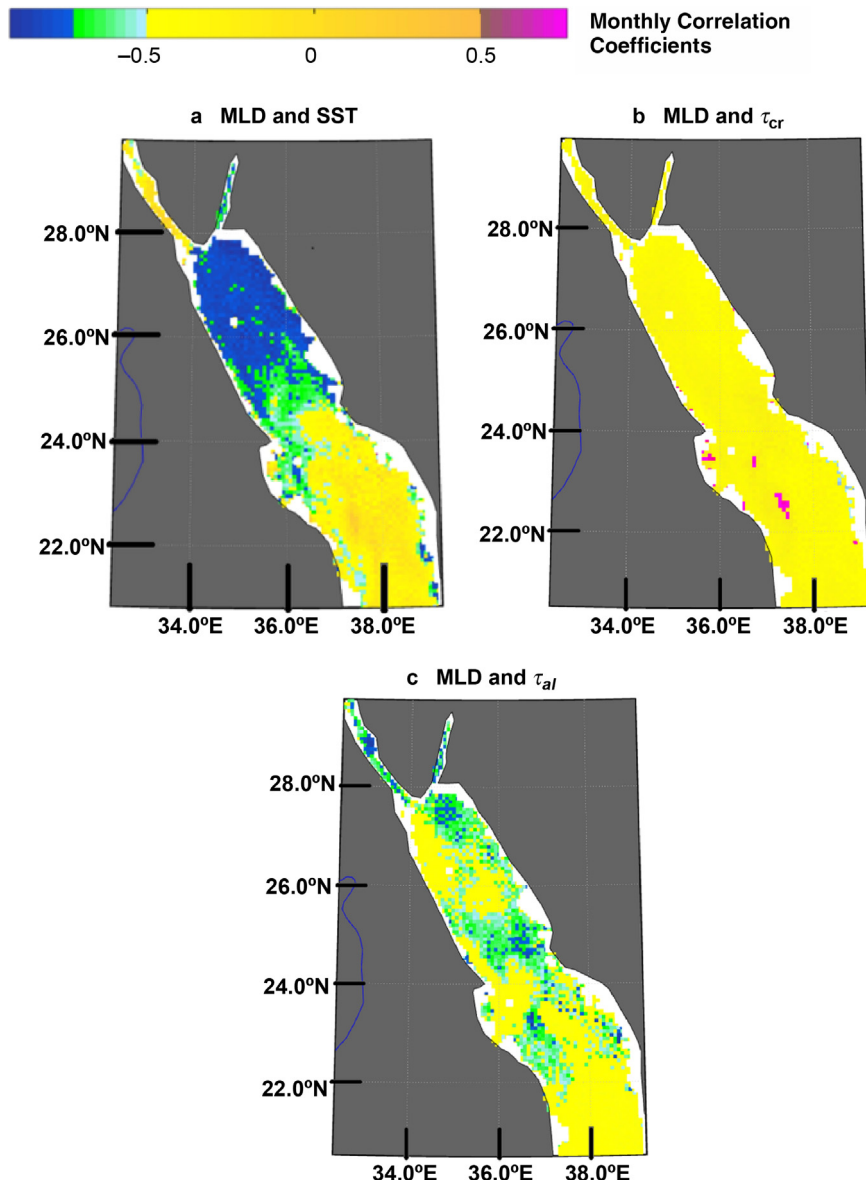 Monthly Correlation
Coefficients
–0.5 0 0.5
a MLD and SST
28.0ºN
26.0ºN
24.0ºN
22.0ºN
34.0ºE 36.0ºE 38.0ºE
b MLD and τcr
28.0ºN
26.0ºN
24.0ºN
22.0ºN
34.0ºE 36.0ºE 38.0ºE
c MLD and τal
28.0ºN
26.0ºN
24.0ºN
22.0ºN
34.0ºE 36.0ºE 38.0ºE